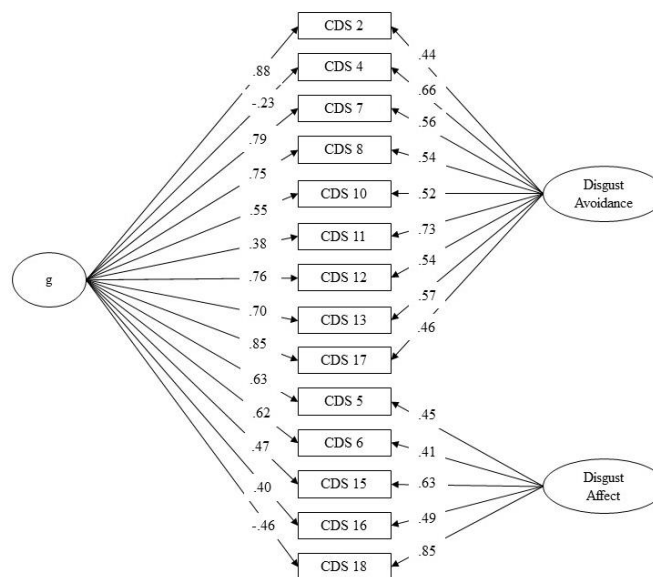 CDS 2
.88
.44
CDS 4
-.23
.66
CDS 7
.79
.56
CDS 8
.75
.54
CDS 10
.55
.52
Disgust
Avoidance
CDS 11
.38
.73
CDS 12
.76
.54
g
CDS 13
.70
.57
CDS 17
.85
.46
CDS 5
.63
.45
CDS 6
.62
.41
CDS 15
.47
.63
Disgust
Affect
CDS 16
.40
.49
CDS 18
-.46
.85